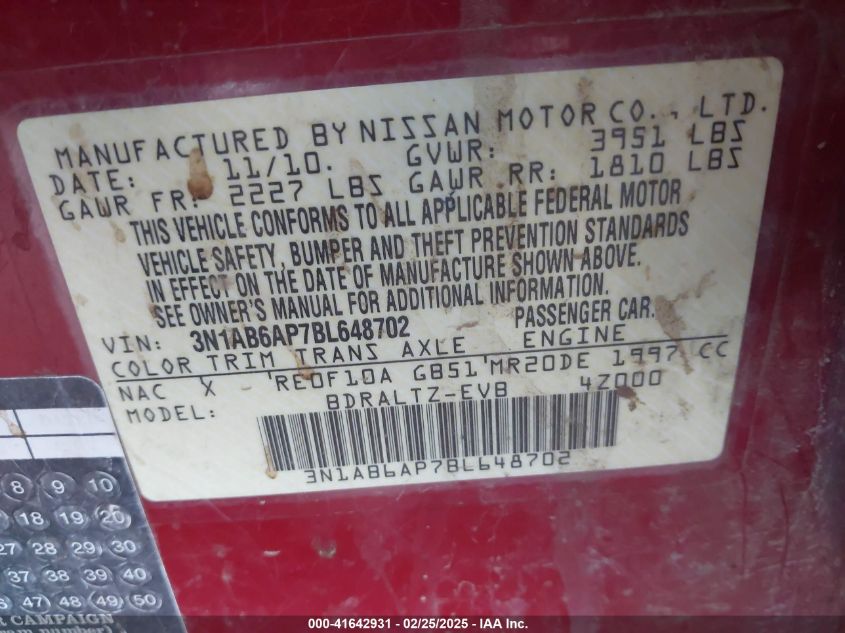 MANUFACTURED BY NISSAN MOTOR CO., LTD.
DATE: 11/10. GVWR: 3951 LBS
GAWR FR: 2227 LBS GAWR RR: 1810 LBS
THIS VEHICLE CONFORMS TO ALL APPLICABLE FEDERAL MOTOR
VEHICLE SAFETY, BUMPER AND THEFT PREVENTION STANDARDS
IN EFFECT ON THE DATE OF MANUFACTURE SHOWN ABOVE.
SEE OWNER'S MANUAL FOR ADDITIONAL INFORMATION.
VIN: 3N1AB6AP7BL648702 PASSENGER CAR.
COLOR TRIM TRANS AXLE ENGINE
NAC X 'RE0F10A GB51'MR20DE 1997 CC
MODEL: BDRALTZ-EVB 4Z000
3N1AB6AP7BL648702
8 9 10
18 19 20
27 28 29 30
37 38 39 40
46 47 48 49 50
CAMPAIGN
number)
000-41642931 - 02/25/2025 - IAA Inc.